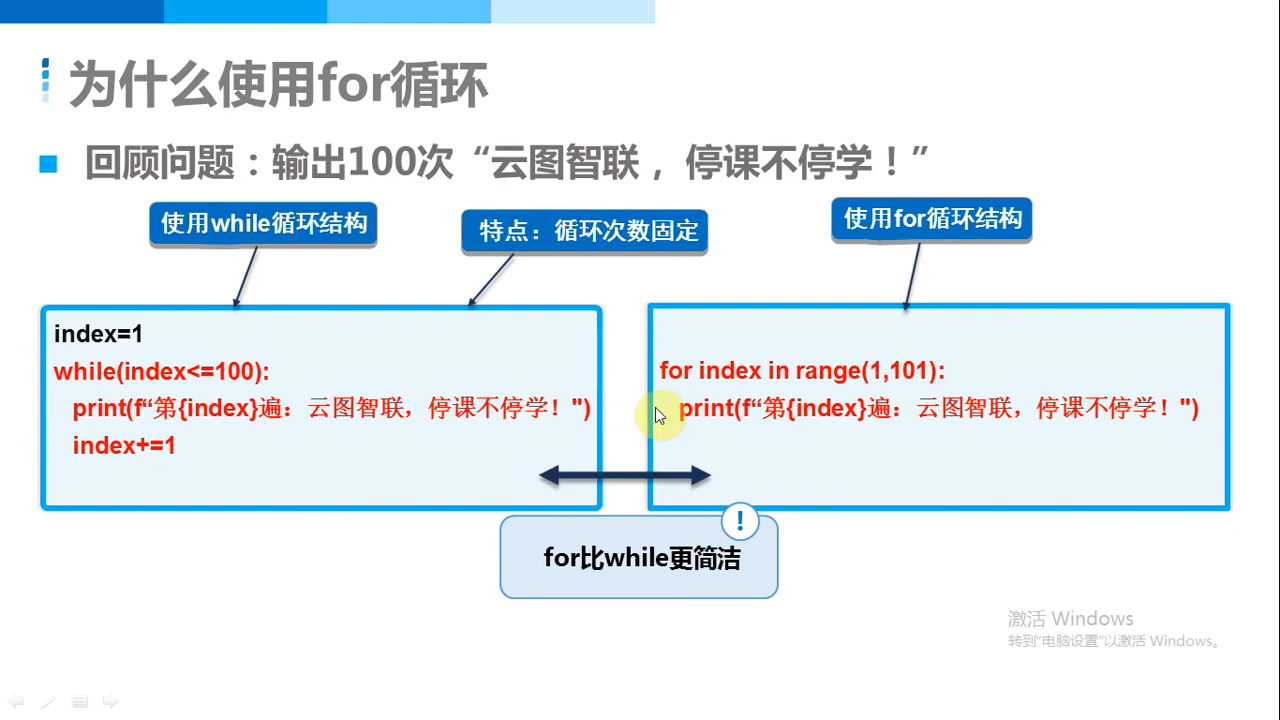 为什么使用for循环
回顾问题：输出100次“云图智联，停课不停学！”
使用while循环结构
特点：循环次数固定
使用for循环结构
index=1
while(index<=100):
print(f“第{index}遍：云图智联，停课不停学！")
index+=1
for index in range(1,101):
print(f“第{index}遍：云图智联，停课不停学！")
!
for比while更简洁
激活 Windows
转到“电脑设置”以激活 Windows。